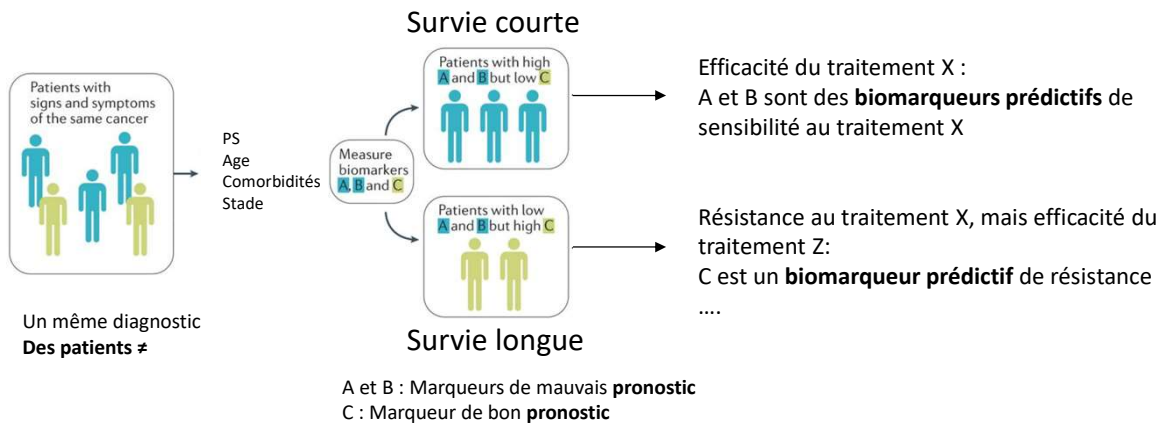 Survie courte
Patients with
signs and symptoms
of the same cancer
PS
Age
Comorbidités
Stade
Measure
biomarkers
A, B and C
Patients with high
A and B but low C
Efficacité du traitement X :
A et B sont des biomarqueurs prédictifs de
sensibilité au traitement X
Patients with low
A and B but high C
Résistance au traitement X, mais efficacité du
traitement Z:
C est un biomarqueur prédictif de résistance
....
Un même diagnostic
Des patients ≠
Survie longue
A et B : Marqueurs de mauvais pronostic
C : Marqueur de bon pronostic